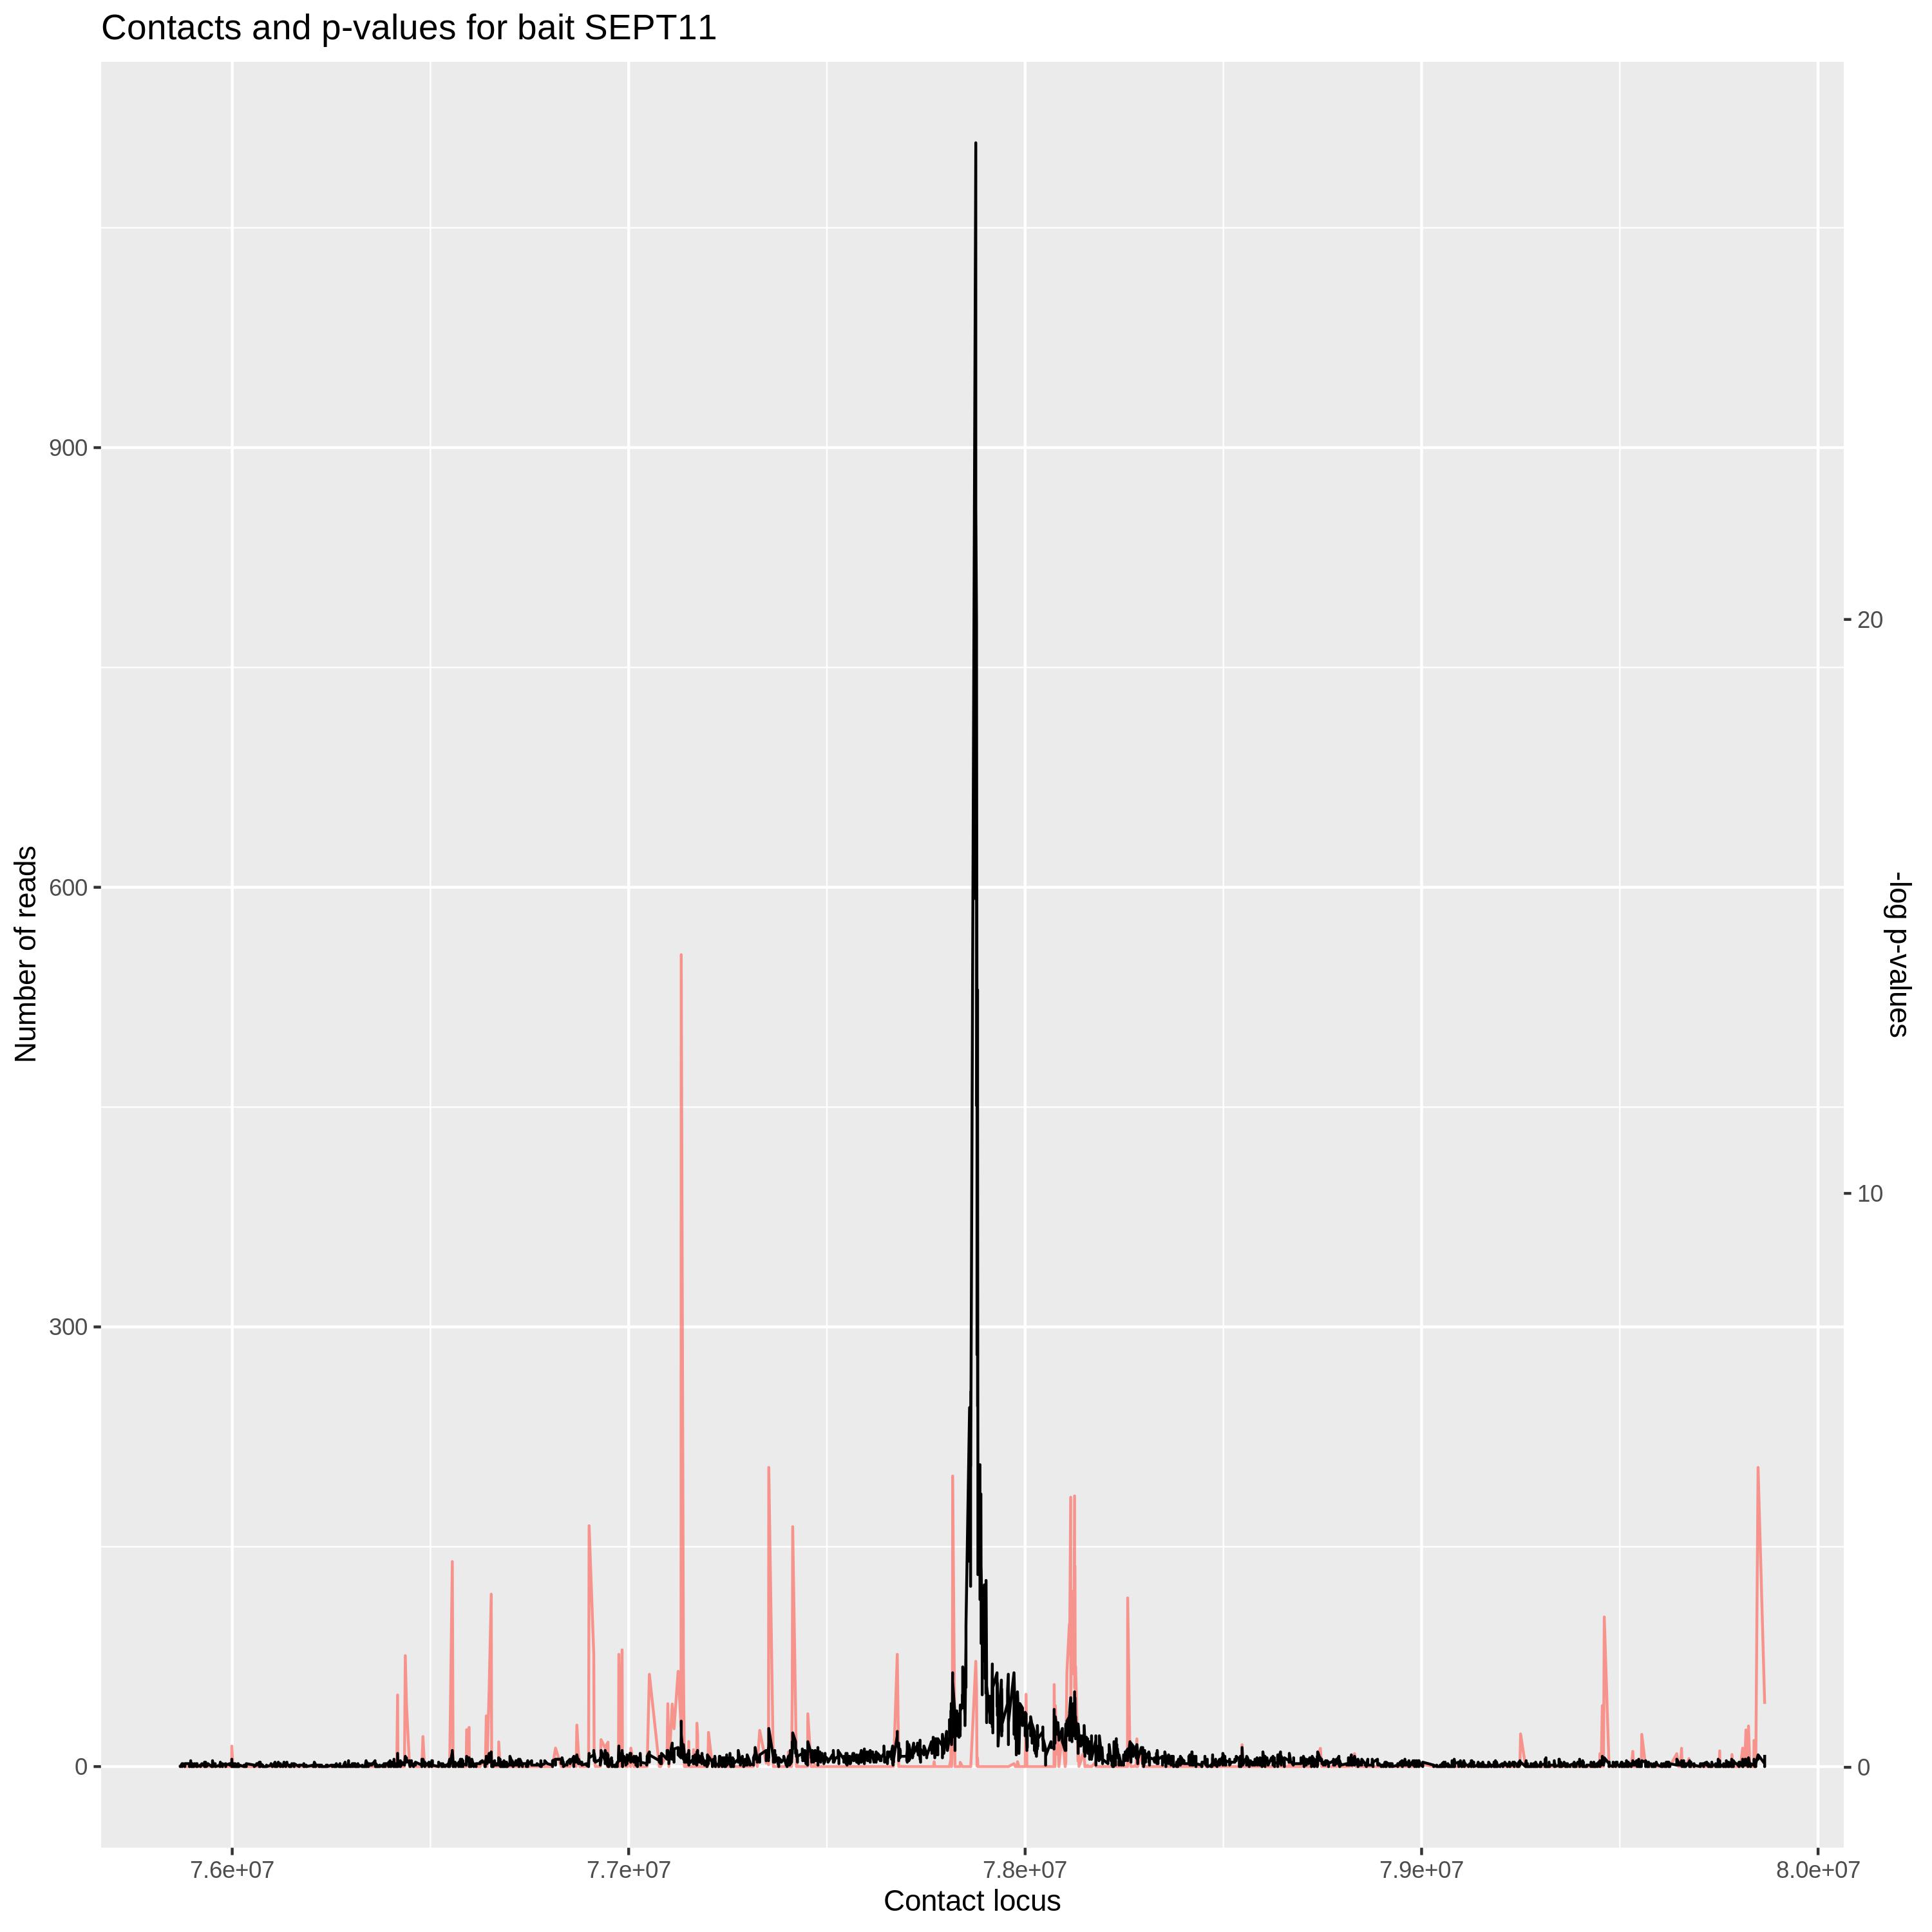 Contacts and p-values for bait SEPT11
900
600
300
0
Number of reads
20
10
0
-log p-values
7.6e+07 7.7e+07 7.8e+07 7.9e+07 8.0e+07
Contact locus